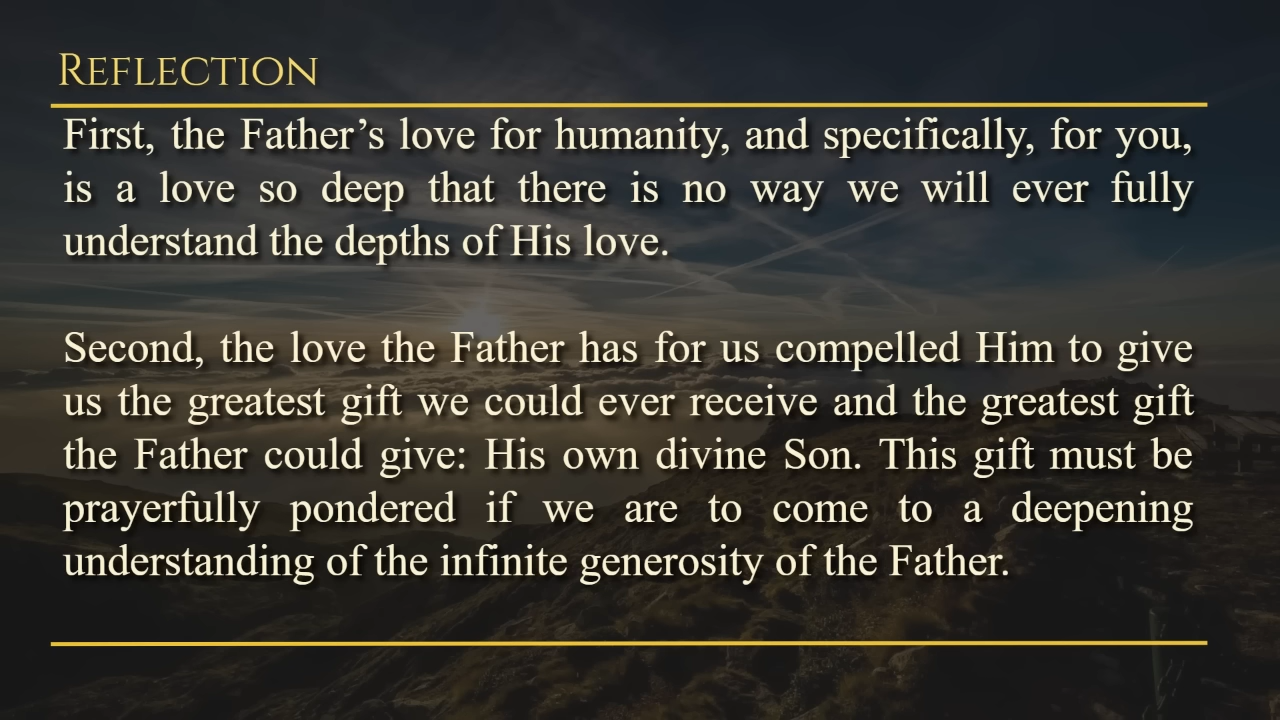 Reflection
First, the Father’s love for humanity, and specifically, for you,
is a love so deep that there is no way we will ever fully
understand the depths of His love.
Second, the love the Father has for us compelled Him to give
us the greatest gift we could ever receive and the greatest gift
the Father could give: His own divine Son. This gift must be
prayerfully pondered if we are to come to a deepening
understanding of the infinite generosity of the Father.